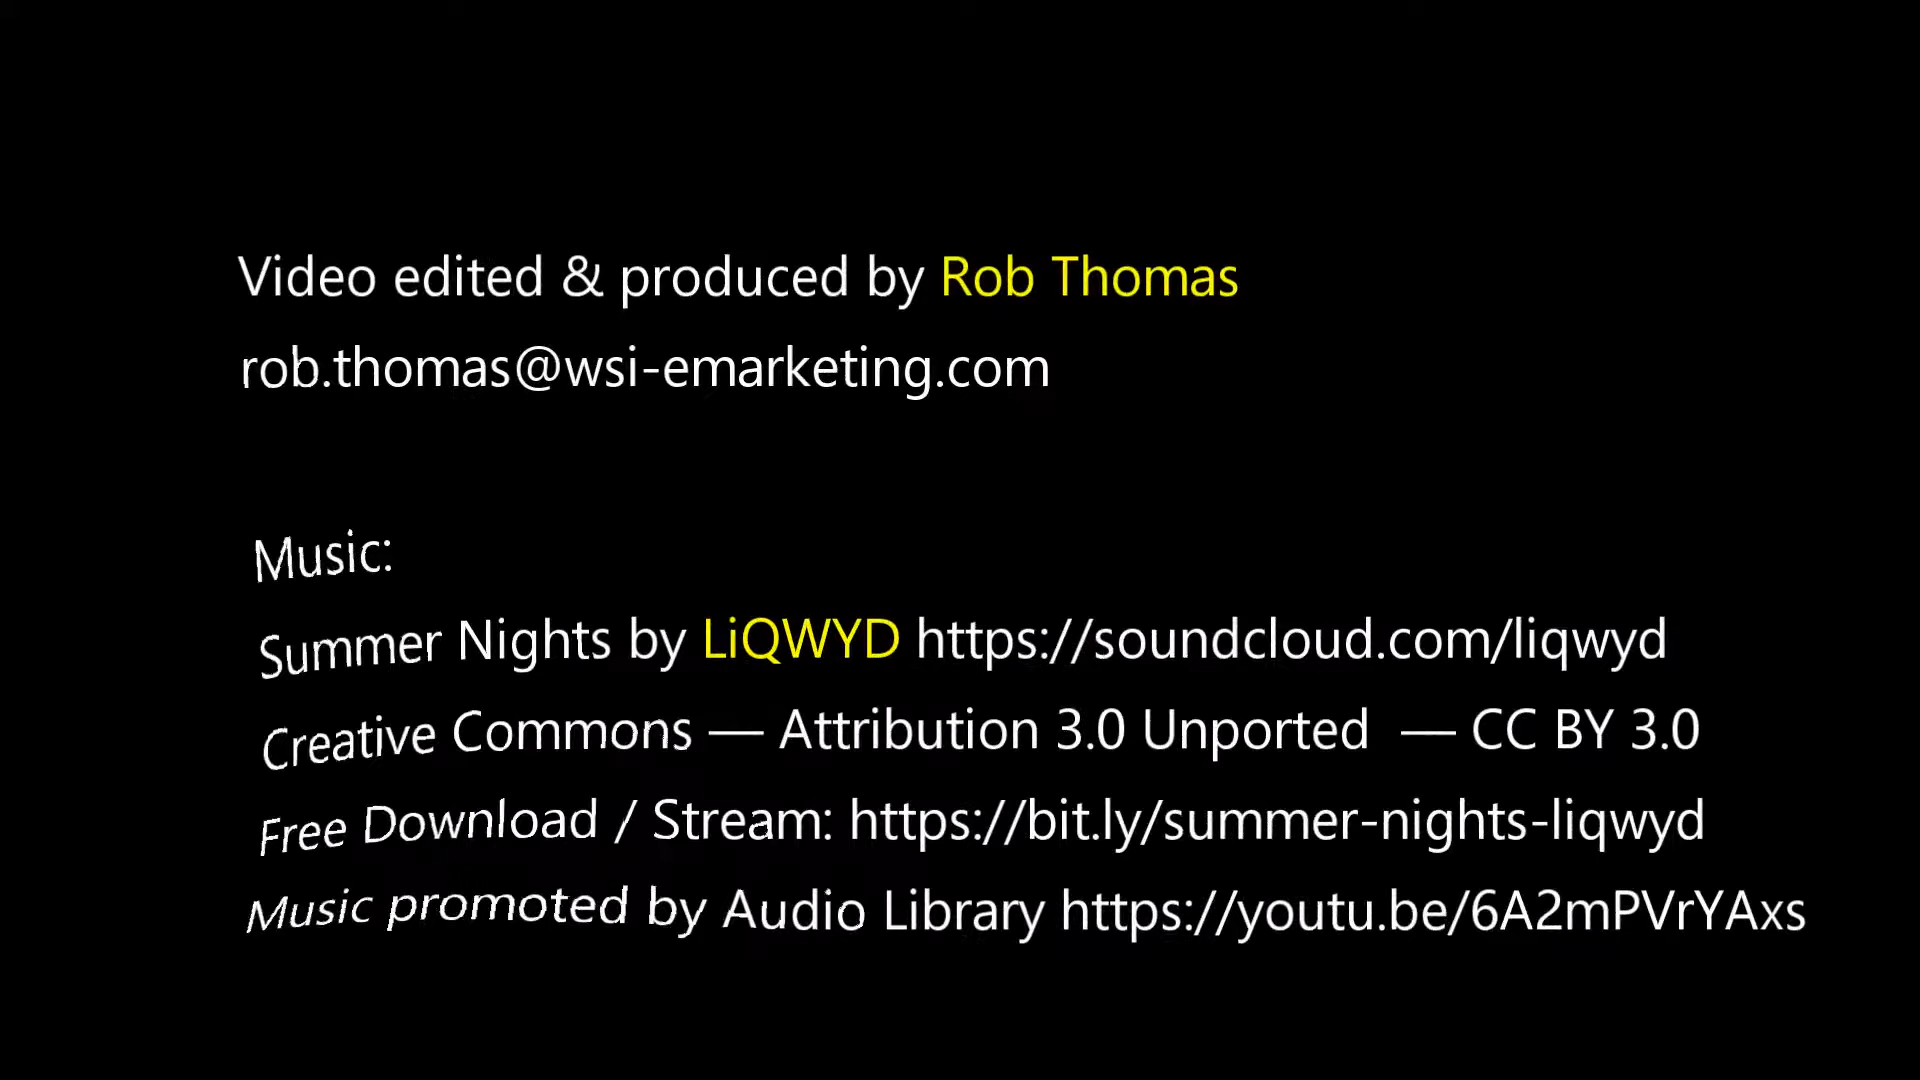 Video edited & produced by Rob Thomas
rob.thomas@wsi-emarketing.com
Music:
Summer Nights by LiQWYD https://soundcloud.com/liqwyd
Creative Commons — Attribution 3.0 Unported  — CC BY 3.0
Free Download / Stream: https://bit.ly/summer-nights-liqwyd
Music promoted by Audio Library https://youtu.be/6A2mPVrYAxs